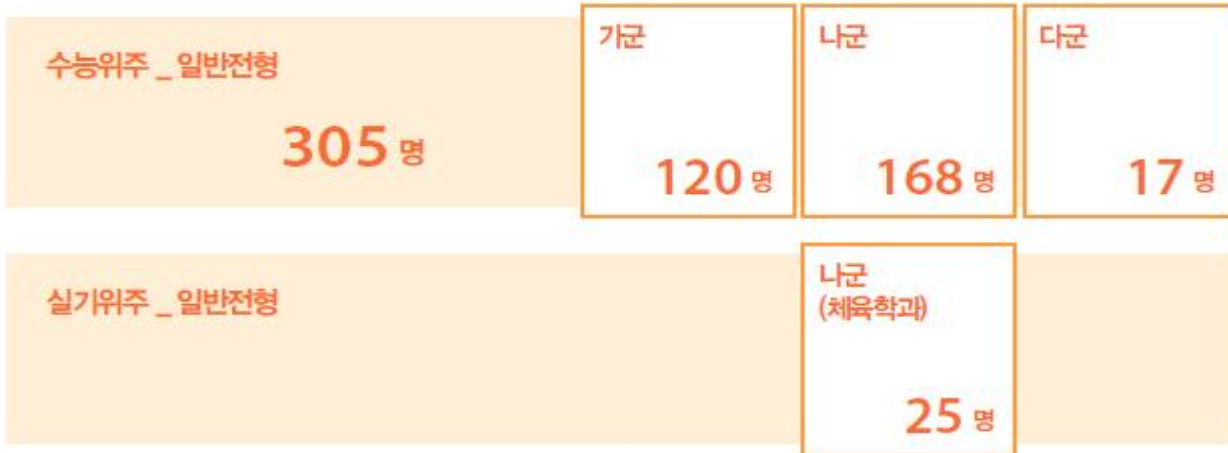 수능위주 _ 일반전형
305 명
가군
120 명
나군
168 명
다군
17 명
실기위주 _ 일반전형
나군
(체육학과)
25 명